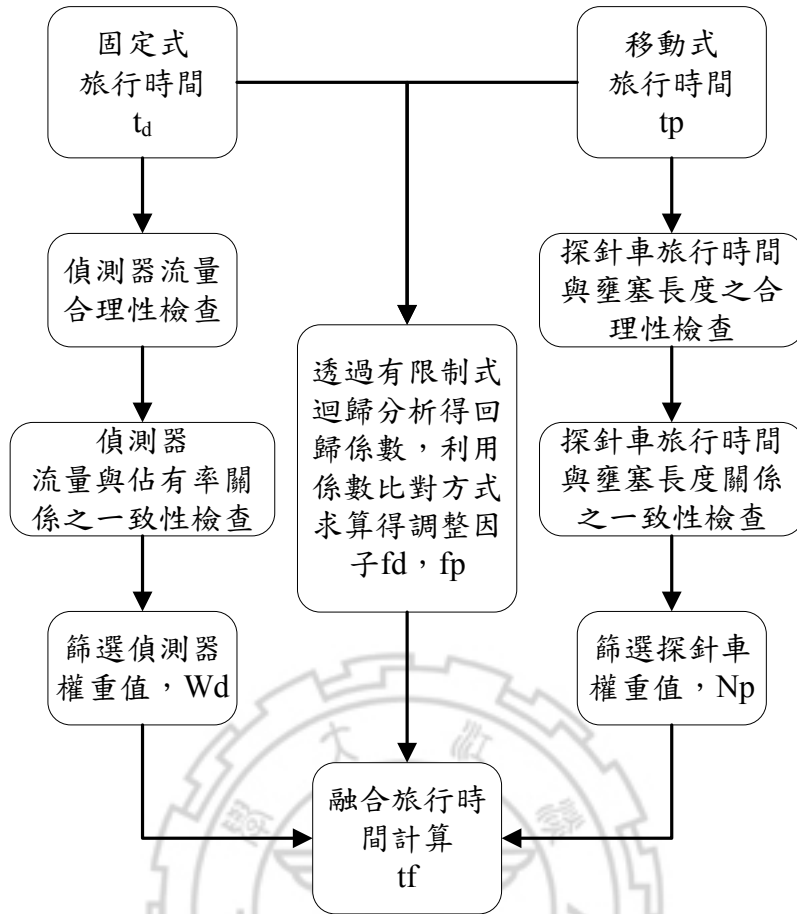 固定式
旅行時間
td
移動式
旅行時間
tp
偵測器流量
合理性檢查
探針車旅行時間
與壅塞長度之合
理性檢查
透過有限制式
迴歸分析得回
歸係數，利用
係數比對方式
求算得調整因
子fd，fp
偵測器
流量與佔有率關
係之一致性檢查
探針車旅行時間
與壅塞長度關係
之一致性檢查
篩選偵測器
權重值，Wd
篩選探針車
權重值，Np
融合旅行時
間計算
tf
大
江